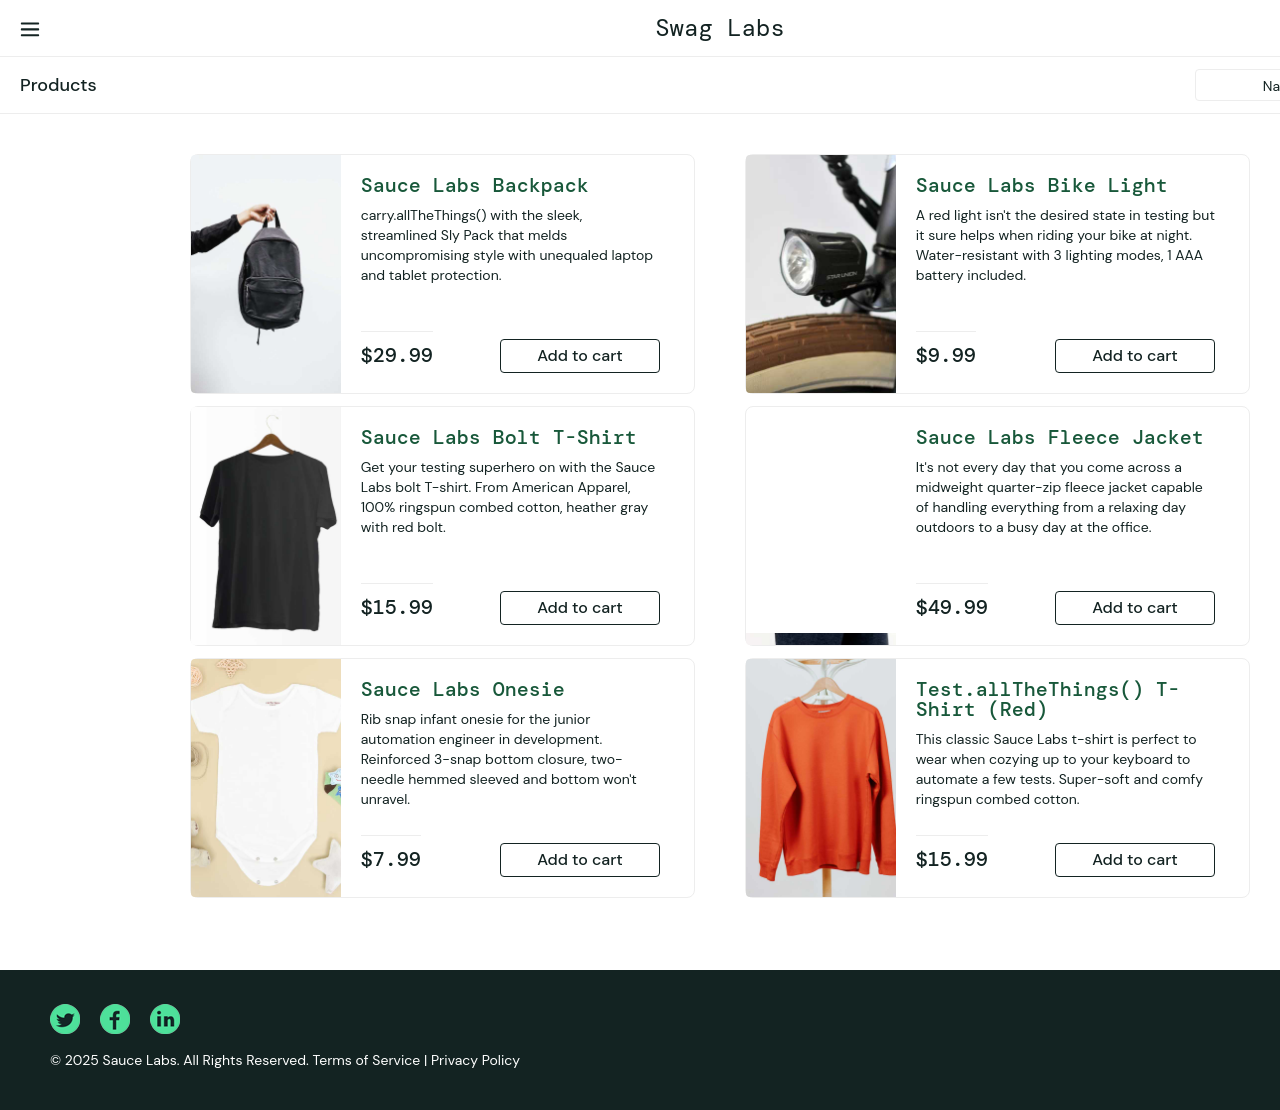 Swag Labs
Products
Na
Sauce Labs Backpack
carry.allTheThings() with the sleek,
streamlined Sly Pack that melds
uncompromising style with unequaled laptop
and tablet protection.
$29.99
Add to cart
Sauce Labs Bike Light
A red light isn't the desired state in testing but
it sure helps when riding your bike at night.
Water-resistant with 3 lighting modes, 1 AAA
battery included.
$9.99
Add to cart
Sauce Labs Bolt T-Shirt
Get your testing superhero on with the Sauce
Labs bolt T-shirt. From American Apparel,
100% ringspun combed cotton, heather gray
with red bolt.
$15.99
Add to cart
Sauce Labs Fleece Jacket
It's not every day that you come across a
midweight quarter-zip fleece jacket capable
of handling everything from a relaxing day
outdoors to a busy day at the office.
$49.99
Add to cart
Sauce Labs Onesie
Rib snap infant onesie for the junior
automation engineer in development.
Reinforced 3-snap bottom closure, two-
needle hemmed sleeved and bottom won't
unravel.
$7.99
Add to cart
Test.allTheThings() T-
Shirt (Red)
This classic Sauce Labs t-shirt is perfect to
wear when cozying up to your keyboard to
automate a few tests. Super-soft and comfy
ringspun combed cotton.
$15.99
Add to cart
© 2025 Sauce Labs. All Rights Reserved. Terms of Service | Privacy Policy